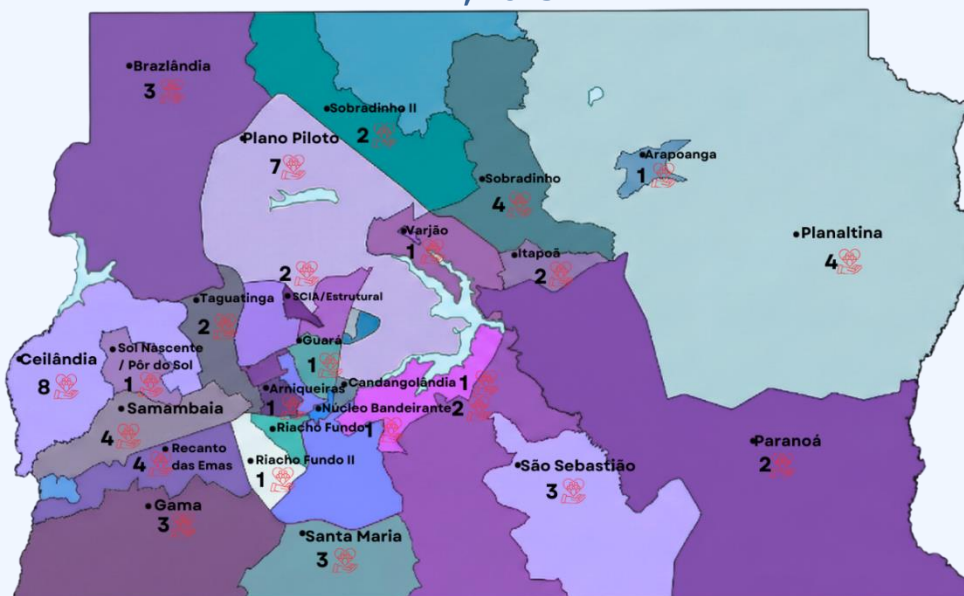 Brazlândia
3
Sobradinho II
2
Plano Piloto
7
Arapoanga
1
Sobradinho
4
Varjão
1
Planaltina
4
Itapoã
2
2
SCIA/Estrutural
Taguatinga
2
Guará
1
Sol Nascente
/ Pôr do Sol
1
Ceilândia
8
Candangolândia 1
Arniqueiras
1
Núcleo Bandeirante 2
Samambaia
4
Riacho Fundo 1
Paranoá
2
Recanto
das Emas
4
Riacho Fundo II
1
São Sebastião
3
Gama
3
Santa Maria
3